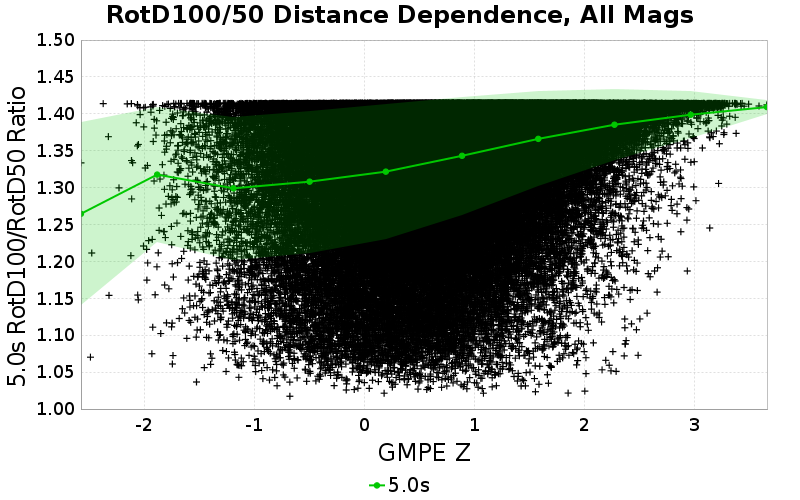 RotD100/50 Distance Dependence, All Mags
5.0s RotD100/RotD50 Ratio
1.50
1.45
1.40
1.35
1.30
1.25
1.20
1.15
1.10
1.05
1.00
-2 -1 0 1 2 3
GMPE Z
5.0s